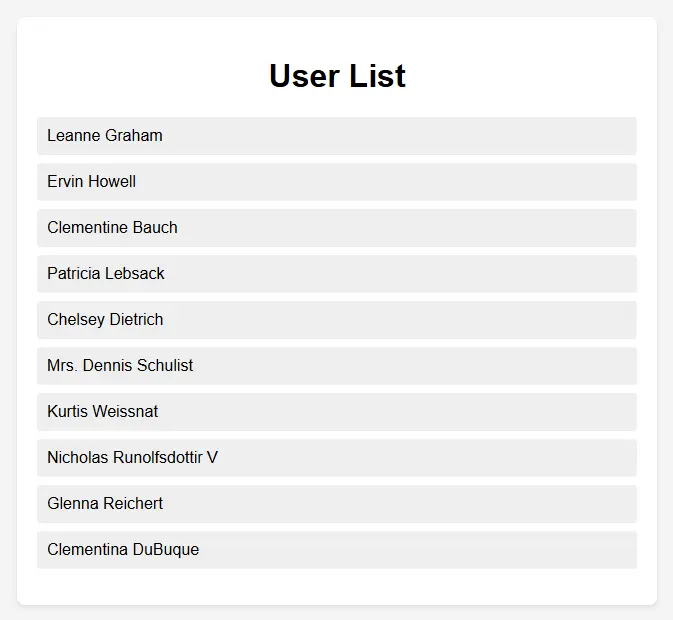 User List
Leanne Graham
Ervin Howell
Clementine Bauch
Patricia Lebsack
Chelsey Dietrich
Mrs. Dennis Schulist
Kurtis Weissnat
Nicholas Runolfsdottir V
Glenna Reichert
Clementina DuBuque